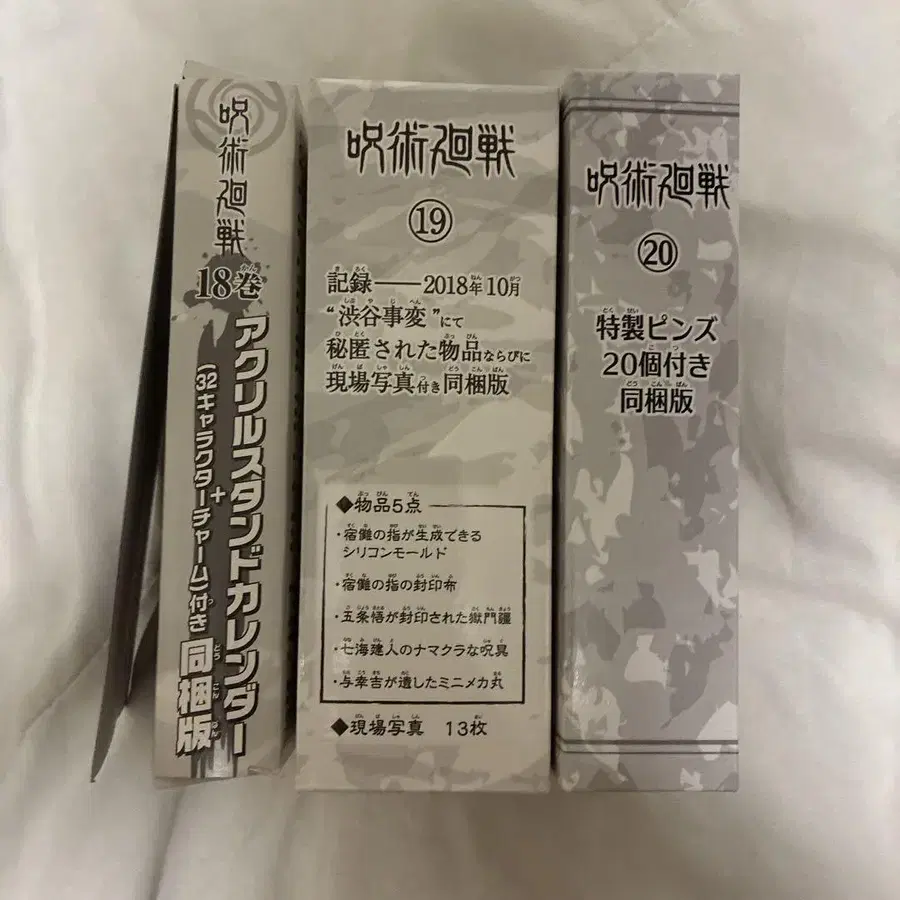 呪術廻戦
18巻
アクリルスタンドカレンダー
+
(32キャラクターチャーム)付き
同梱版
呪術廻戦
⑲
記録――2018年10月
“渋谷事変”にて
秘匿された物品ならびに
現場写真付き同梱版
◆物品5点
・宿儺の指が生成できる
シリコンモールド
・宿儺の指の封印布
・五条悟が封印された獄門疆
・七海建人のナマクラな呪具
・与幸吉が遺したミニメカ丸
◆現場写真 13枚
呪術廻戦
⑳
特製ピンズ
20個付き
同梱版